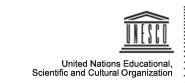 UNESCO
United Nations Educational,
Scientific and Cultural Organization